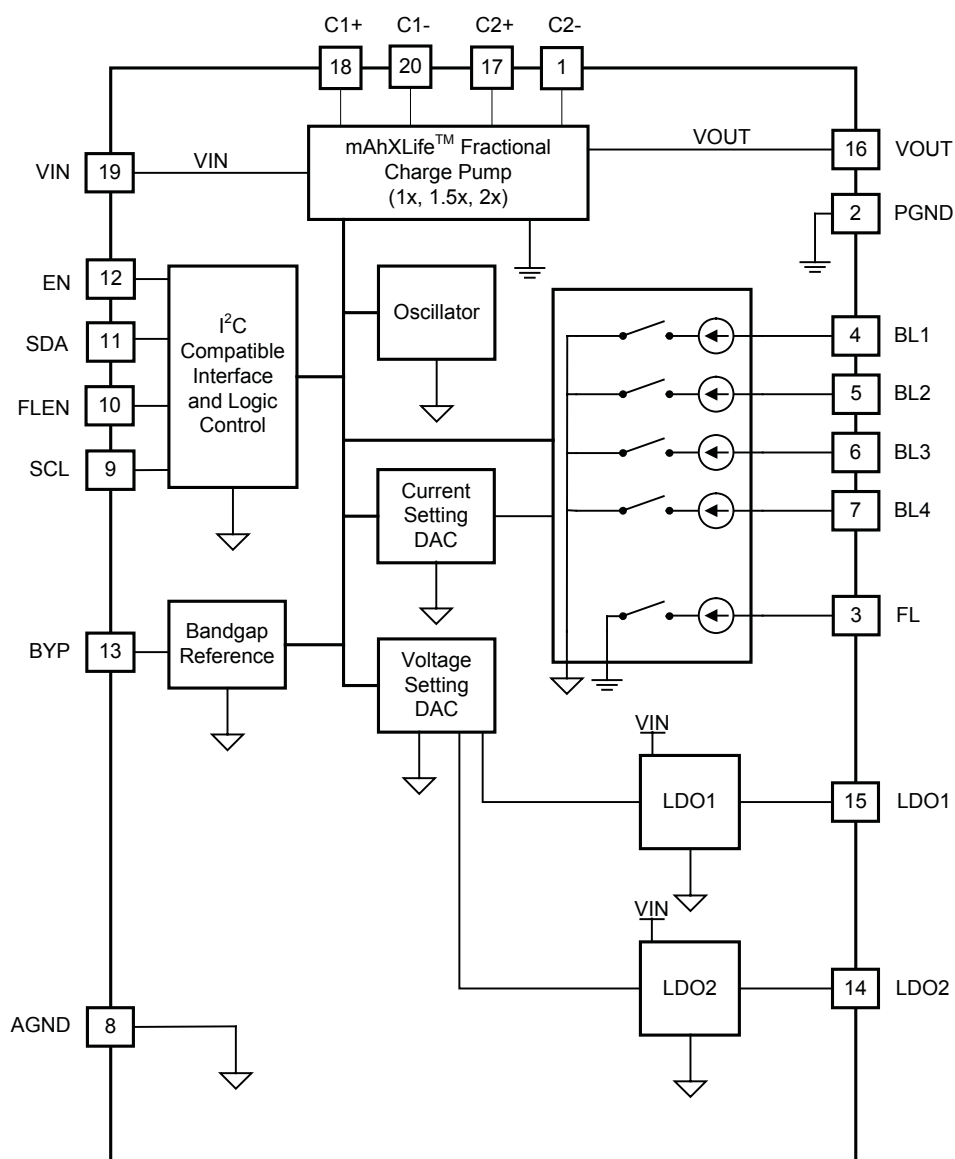 C1+ C1- C2+ C2-
18 20 17 1
mAhXLife™ Fractional
Charge Pump
(1x, 1.5x, 2x)
VIN 19 VIN
VOUT 16 VOUT
2 PGND
EN 12
SDA 11
FLEN 10
SCL 9
I²C
Compatible
Interface
and Logic
Control
Oscillator
4 BL1
5 BL2
6 BL3
7 BL4
3 FL
Current
Setting
DAC
BYP 13
Bandgap
Reference
Voltage
Setting
DAC
VIN
LDO1 15 LDO1
VIN
LDO2 14 LDO2
AGND 8